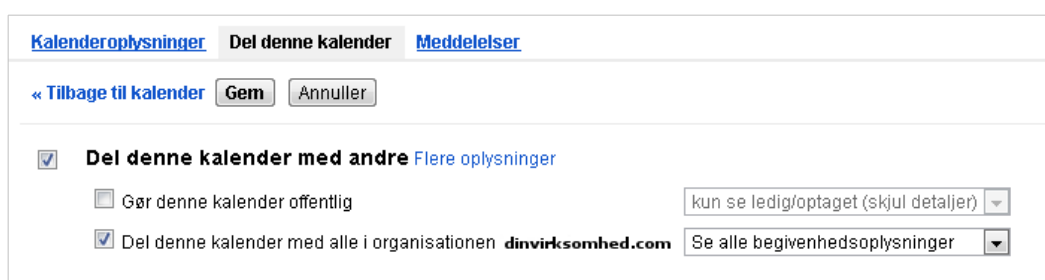 Kalenderoplysninger Del denne kalender Meddelelser
« Tilbage til kalender Gem Annuller
Del denne kalender med andre Flere oplysninger
Gør denne kalender offentlig kun se ledig/optaget (skjul detaljer)
Del denne kalender med alle i organisationen dinvirksomhed.com Se alle begivenhedsoplysninger